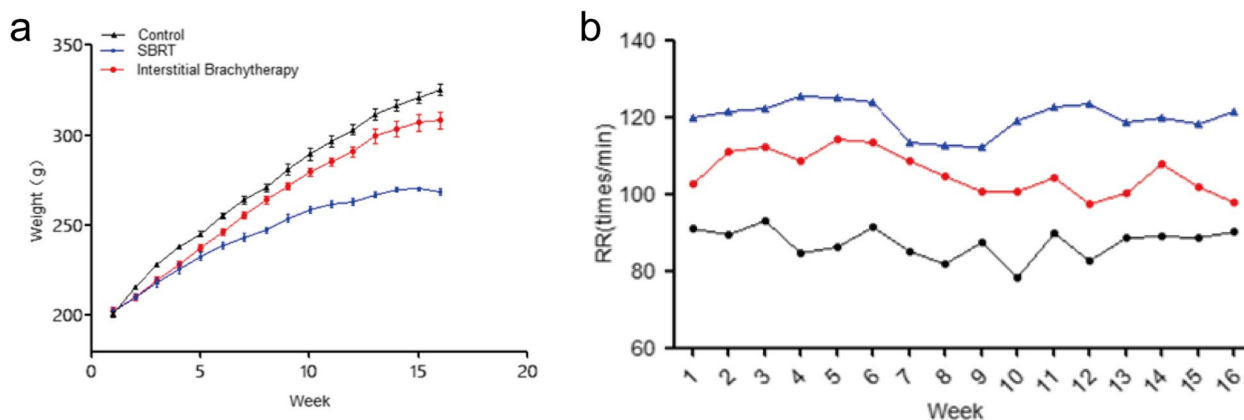 a
Control
SBRT
Interstitial Brachytherapy
350
300
250
200
Weight（g）
0 5 10 15 20
Week
b
140
120
100
80
60
RR(times/min)
1 2 3 4 5 6 7 8 9 10 11 12 13 14 15 16
Week